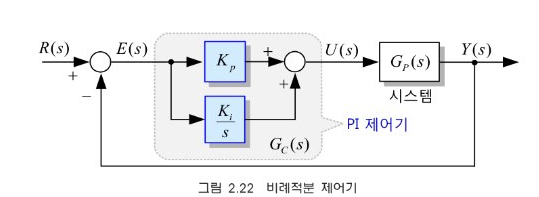 R(s)
E(s)
K_p
U(s)
G_P(s)
Y(s)
+
−
+
+
시스템
K_i
s
G_C(s)
PI 제어기
그림 2.22 비례적분 제어기